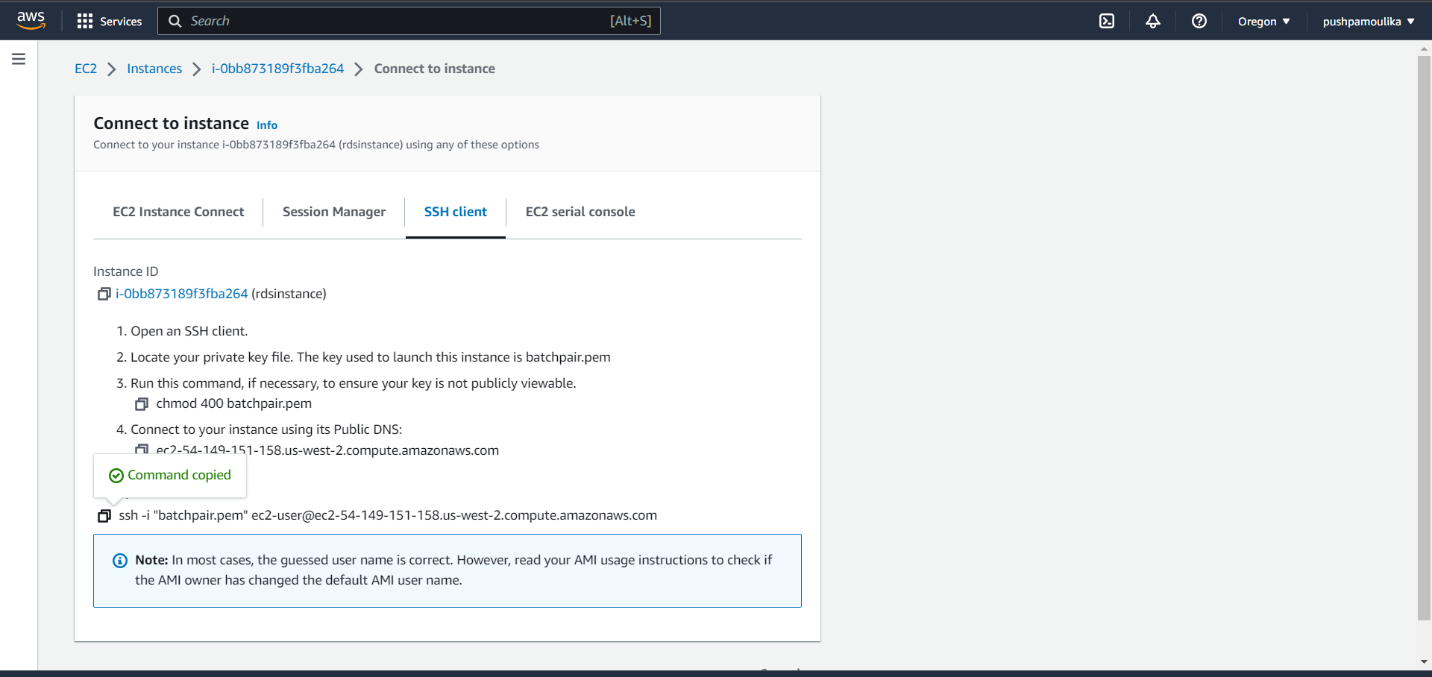 aws
Services
Search
[Alt+S]
Oregon
pushpamoulika
EC2
Instances
i-0bb873189f3fba264
Connect to instance
Connect to instance Info
Connect to your instance i-0bb873189f3fba264 (rdsinstance) using any of these options
EC2 Instance Connect
Session Manager
SSH client
EC2 serial console
Instance ID
i-0bb873189f3fba264 (rdsinstance)
1. Open an SSH client.
2. Locate your private key file. The key used to launch this instance is batchpair.pem
3. Run this command, if necessary, to ensure your key is not publicly viewable.
chmod 400 batchpair.pem
4. Connect to your instance using its Public DNS:
ec2-54-149-151-158.us-west-2.compute.amazonaws.com
Command copied
ssh -i "batchpair.pem" ec2-user@ec2-54-149-151-158.us-west-2.compute.amazonaws.com
Note: In most cases, the guessed user name is correct. However, read your AMI usage instructions to check if
the AMI owner has changed the default AMI user name.